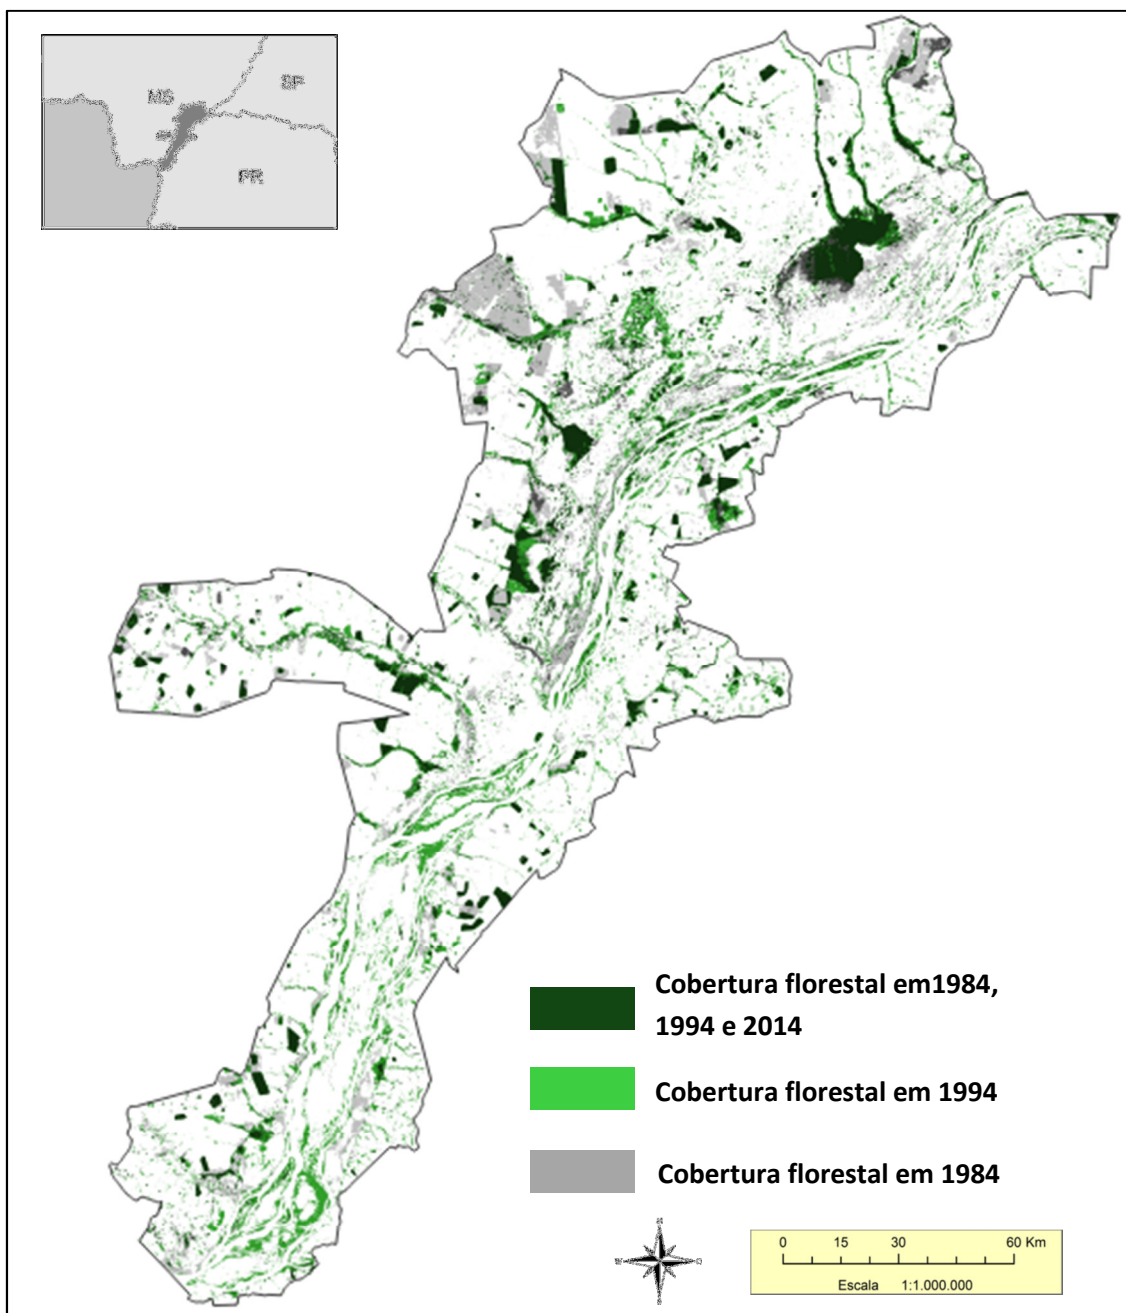 MS
SP
PR
Cobertura florestal em1984,
1994 e 2014
Cobertura florestal em 1994
Cobertura florestal em 1984
0 15 30 60 Km
Escala 1:1.000.000